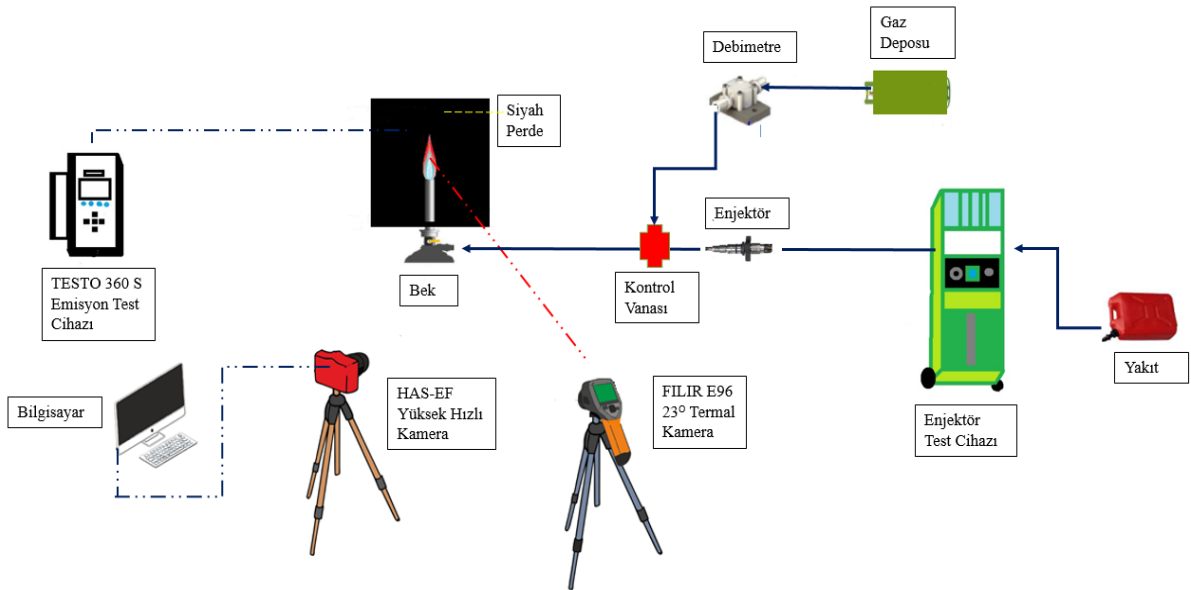 Gaz
Deposu
Debimetre
Siyah
Perde
Enjektör
TESTO 360 S
Emisyon Test
Cihazı
Bek
Kontrol
Vanası
Yakıt
Bilgisayar
HAS-EF
Yüksek Hızlı
Kamera
FILIR E96
23⁰ Termal
Kamera
Enjektör
Test Cihazı